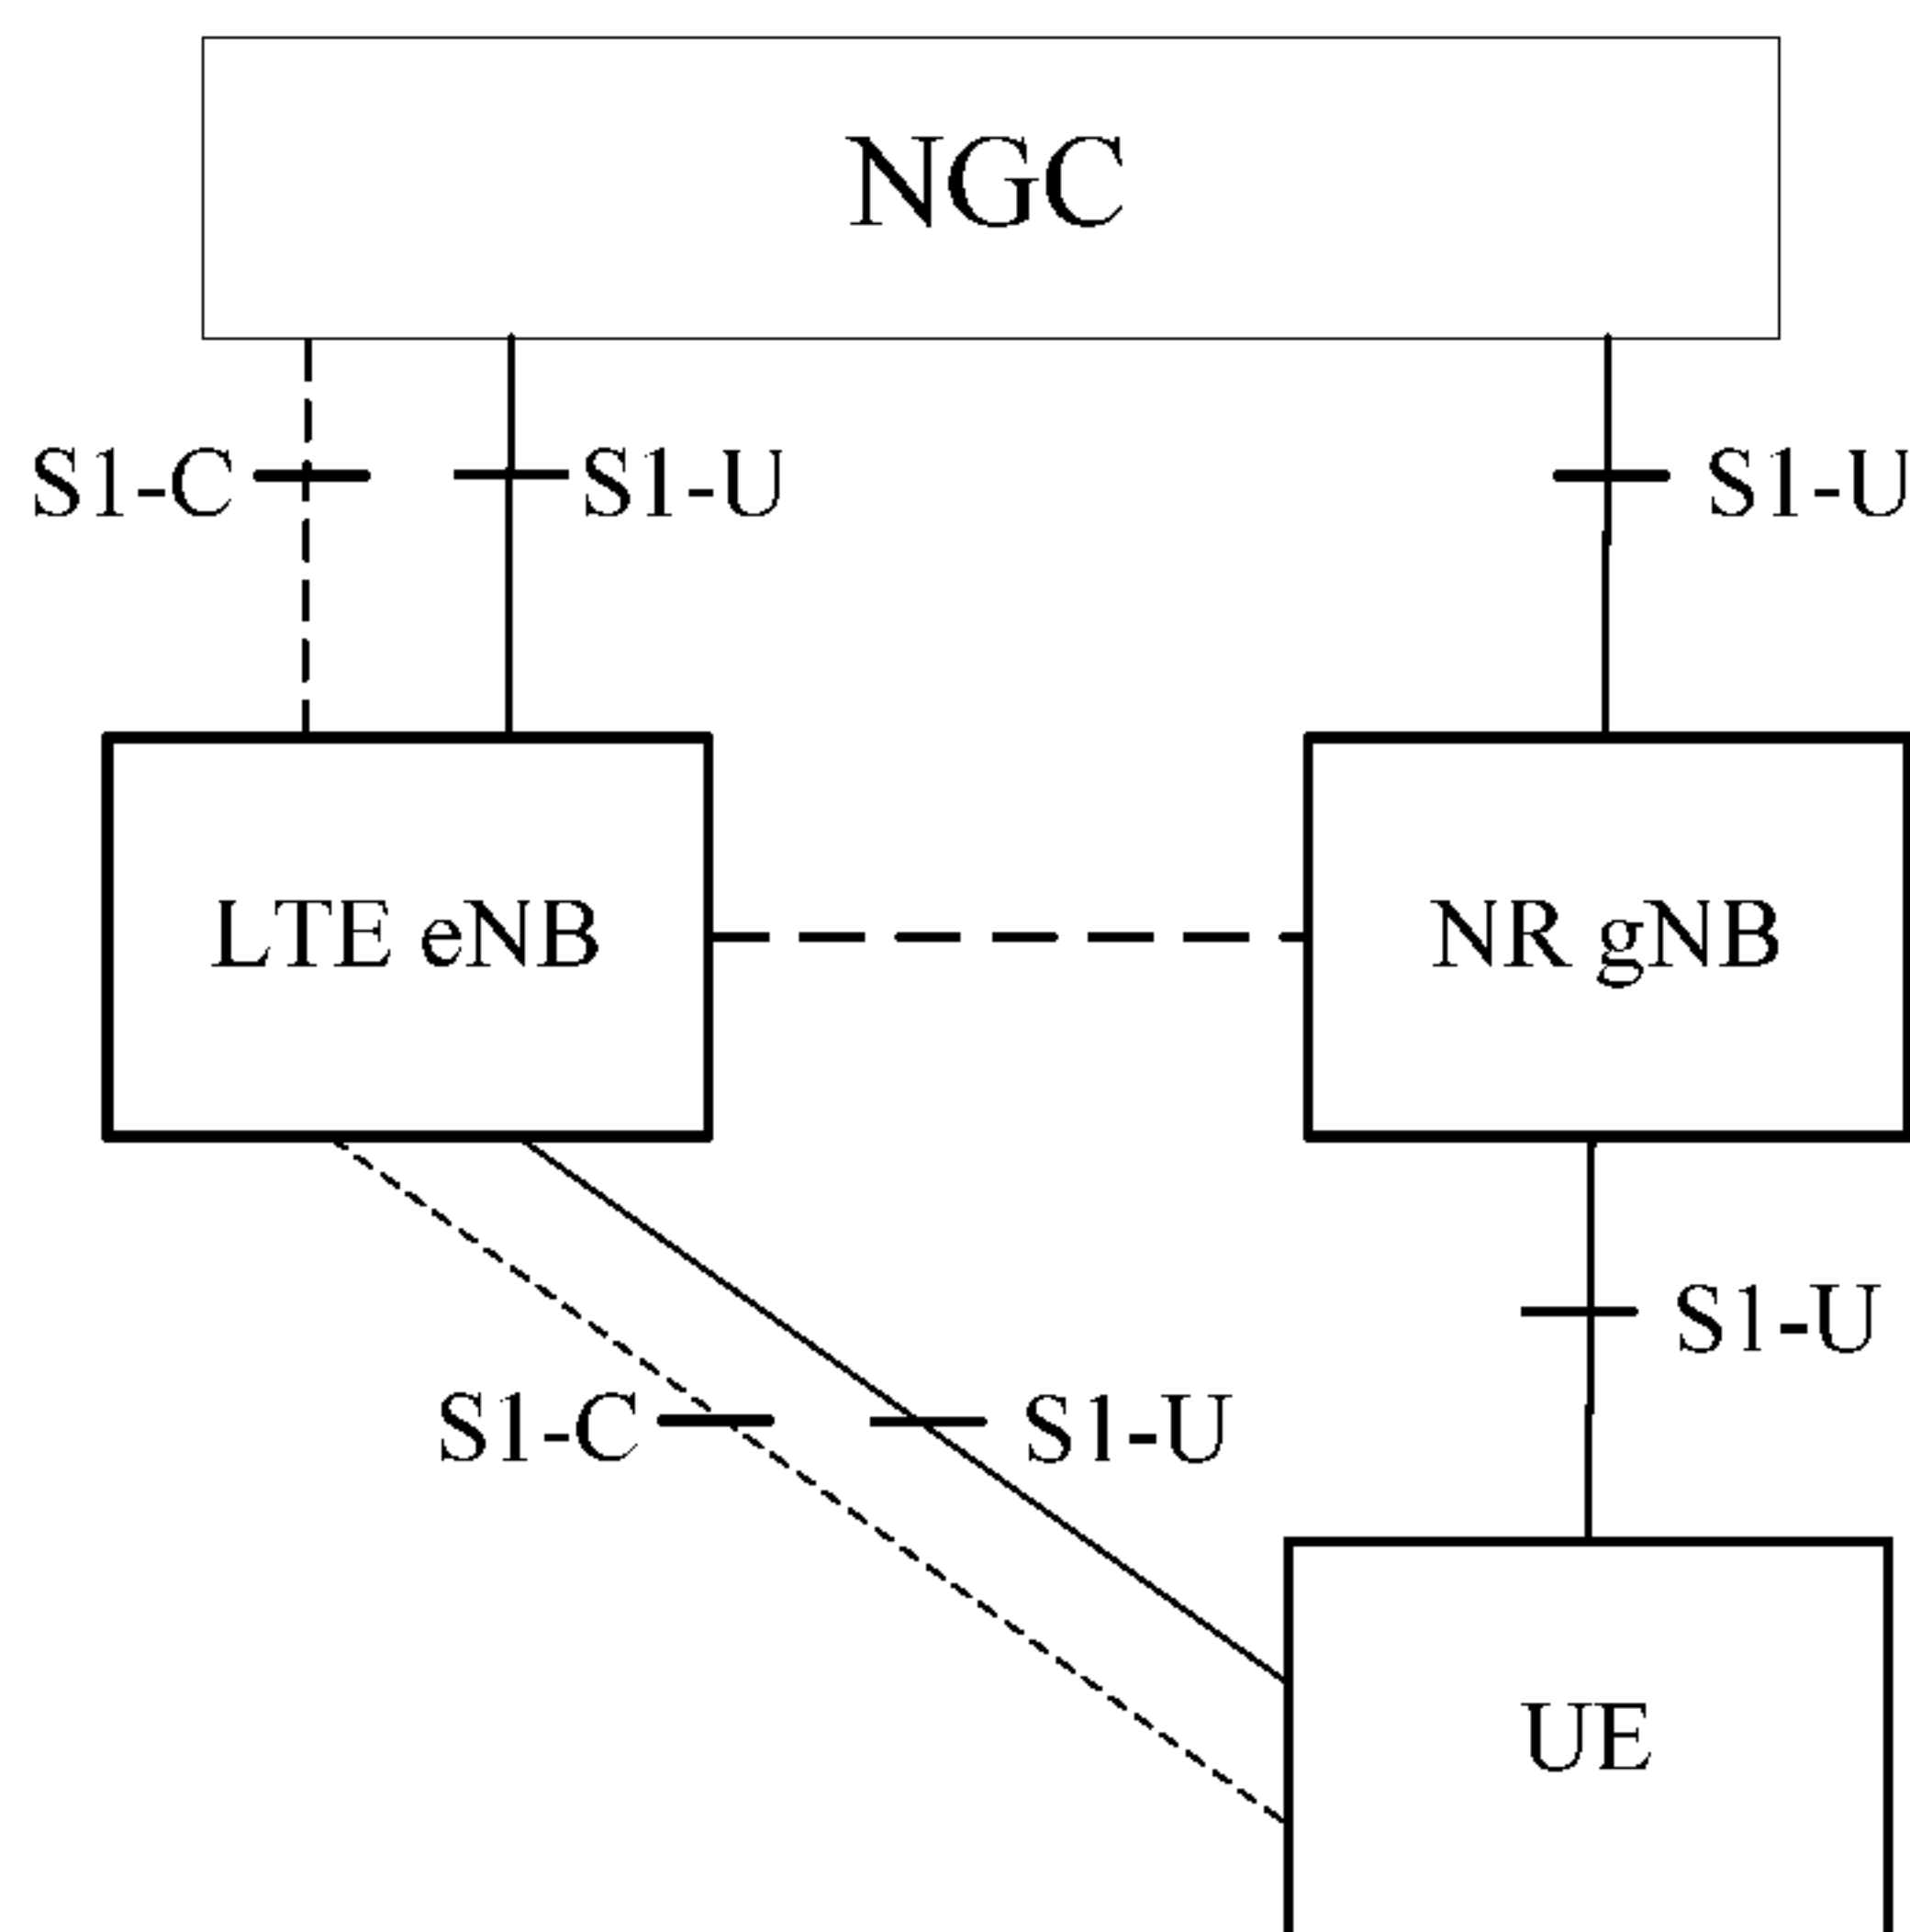 NGC
S1-C
S1-U
S1-U
LTE eNB
NR gNB
S1-U
S1-C
S1-U
UE